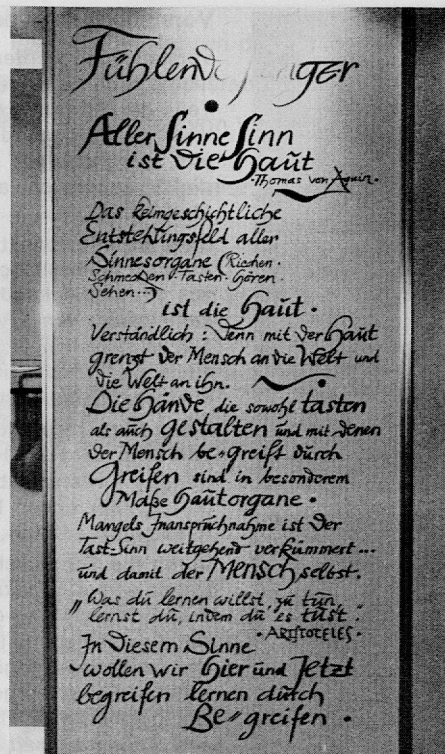 Fühlende
Aller Sinne Sinn
ist die Haut
· Thomas von Aquin ·
Das keimgeschichtliche
Entstehungsfeld aller
Sinnesorgane (Riechen ·
Schmecken · Tasten · Hören ·
Sehen ··)
ist die Haut ·
Verständlich : Denn mit der Haut
grenzt der Mensch an die Welt und
die Welt an ihn.
Die Hände die sowohl tasten
als auch gestalten und mit denen
der Mensch be-greift durch
Greifen sind in besonderem
Maße Hautorgane ·
Mangels Inanspruchnahme ist der
Tast-Sinn weitgehend verkümmert ...
und damit der Mensch selbst.
„Was du lernen willst, zu tun,
lernst du, indem du es tust".
· ARISTOTELES ·
In diesem Sinne
wollen wir Hier und Jetzt
begreifen lernen durch
Be=greifen ·